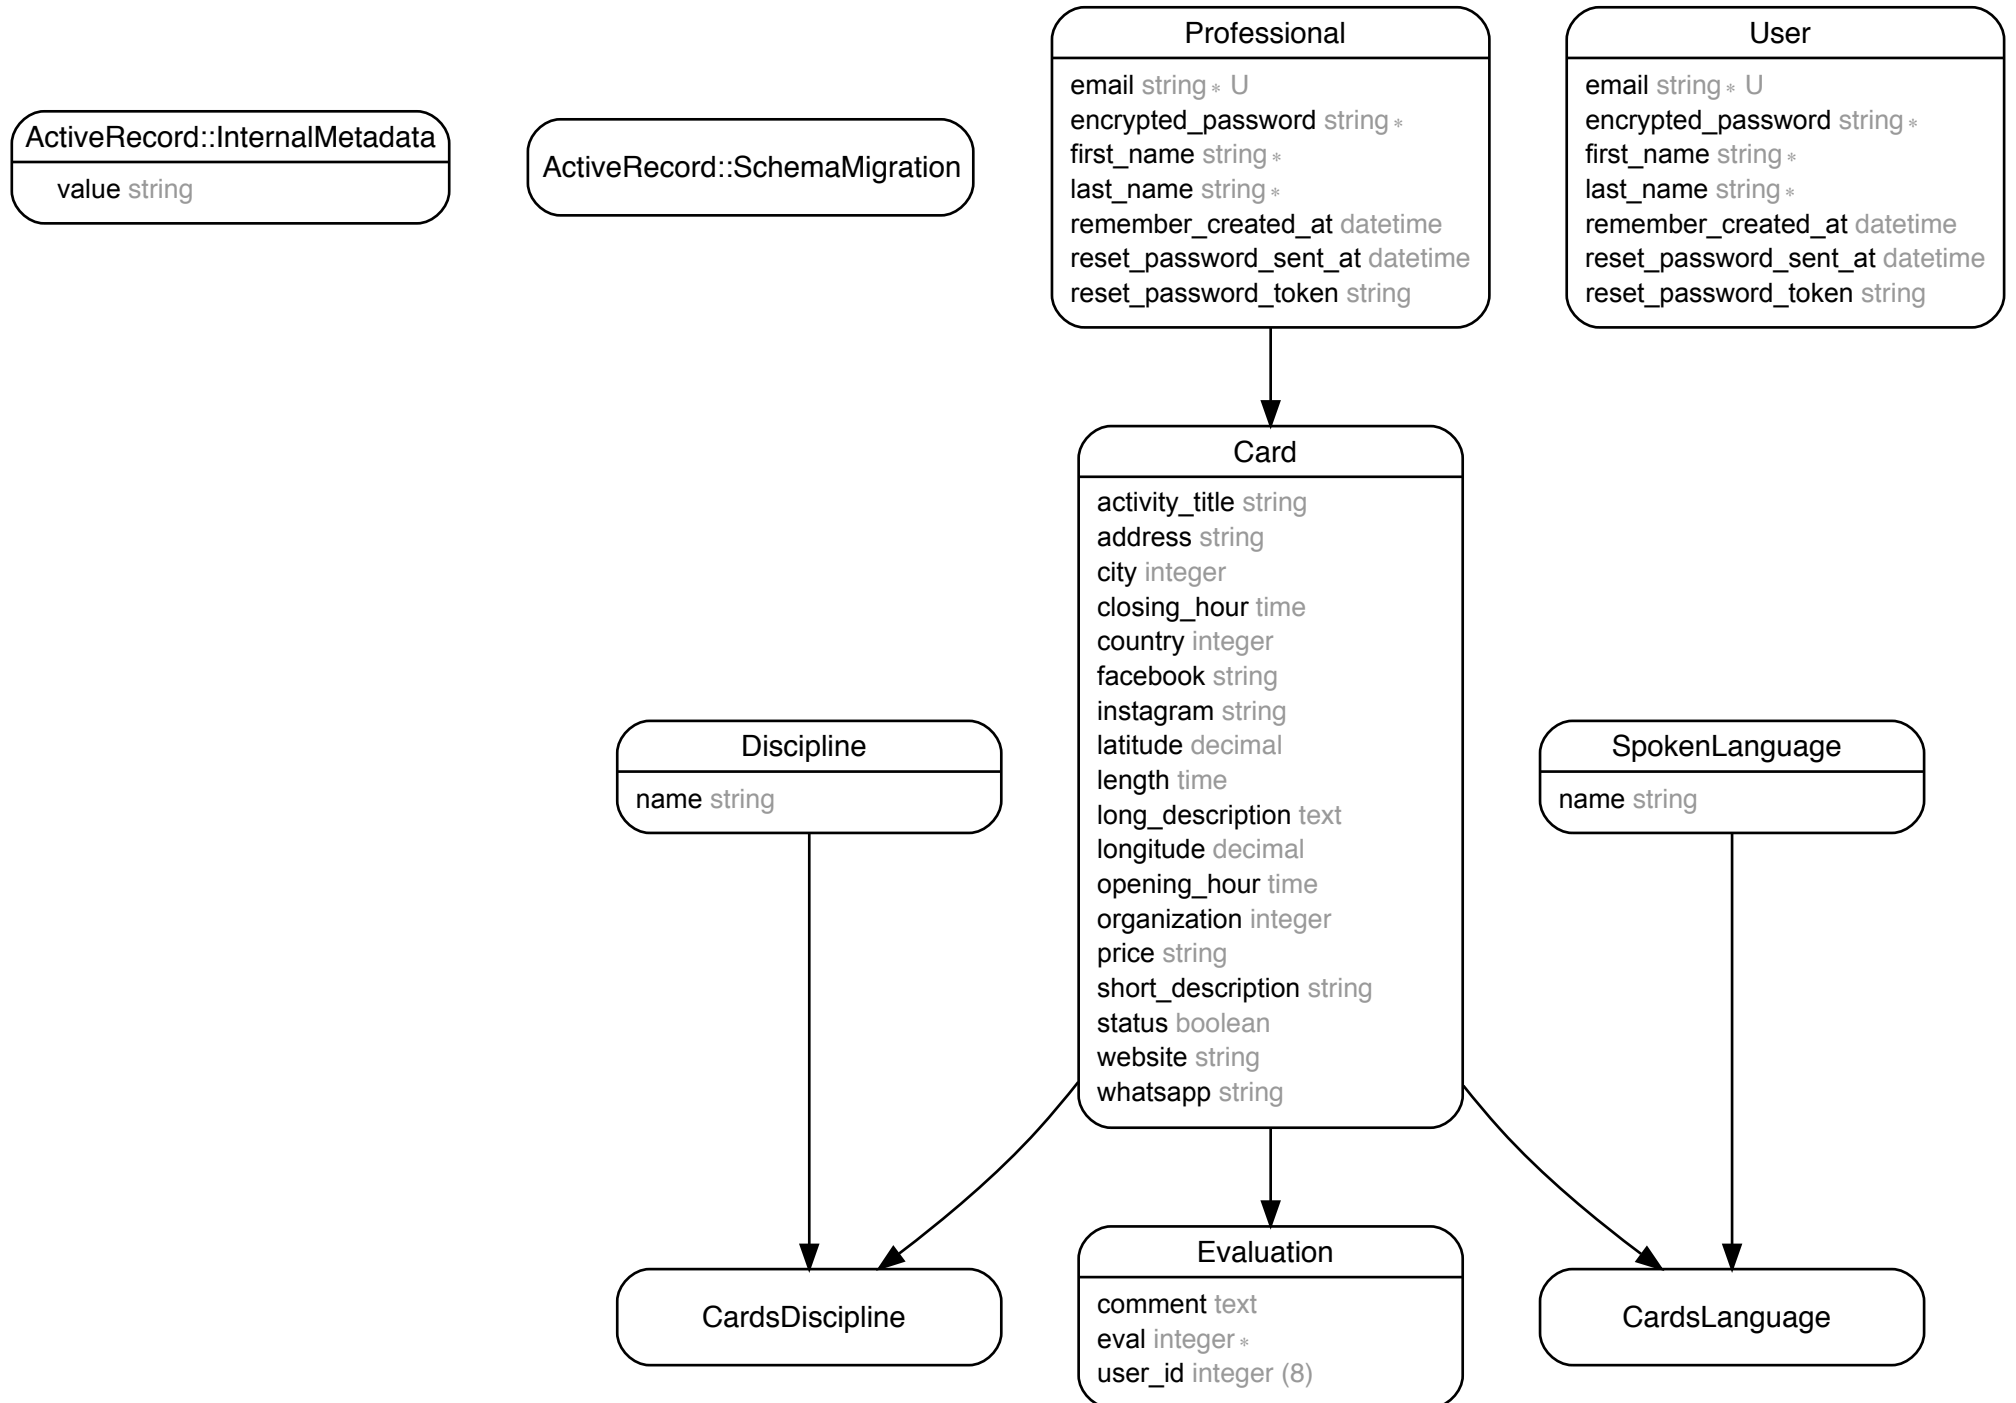 ActiveRecord::InternalMetadata
value string
ActiveRecord::SchemaMigration
Professional
email string∗ U
encrypted_password string∗
first_name string∗
last_name string∗
remember_created_at datetime
reset_password_sent_at datetime
reset_password_token string
User
email string∗ U
encrypted_password string∗
first_name string∗
last_name string∗
remember_created_at datetime
reset_password_sent_at datetime
reset_password_token string
Card
activity_title string
address string
city integer
closing_hour time
country integer
facebook string
instagram string
latitude decimal
length time
long_description text
longitude decimal
opening_hour time
organization integer
price string
short_description string
status boolean
website string
whatsapp string
Discipline
name string
SpokenLanguage
name string
CardsDiscipline
Evaluation
comment text
eval integer∗
user_id integer (8)
CardsLanguage